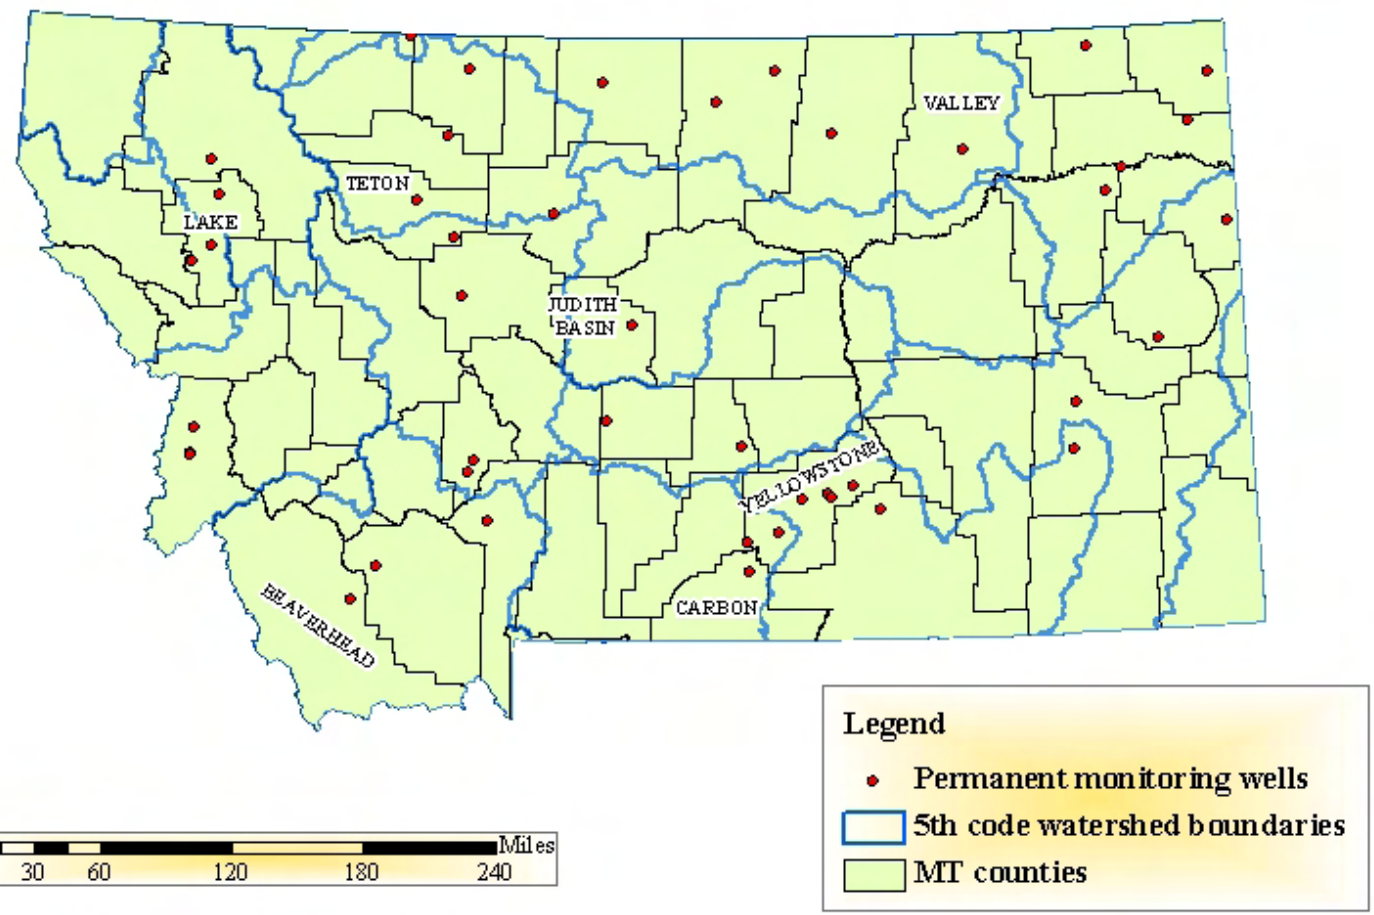 VALLEY
TETON
LAKE
JUDITH
BASIN
YELLOWSTONE
CARBON
BEAVERHEAD
Legend
Permanent monitoring wells
5th code watershed boundaries
MT counties
Miles
30 60 120 180 240